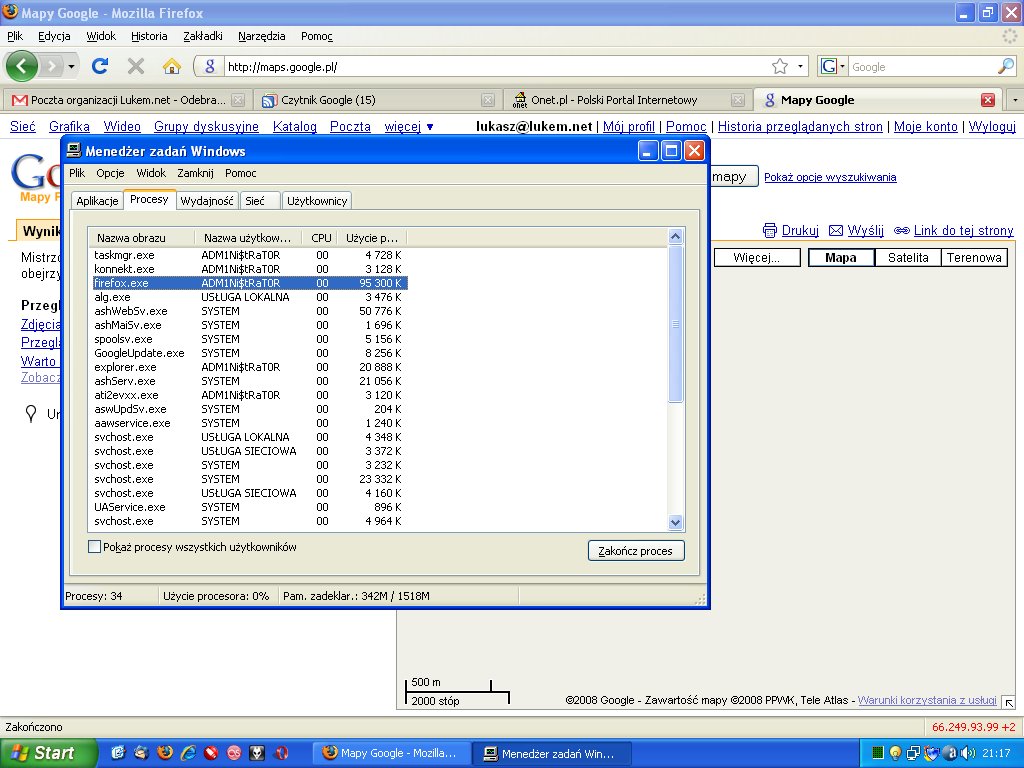 Mapy Google - Mozilla Firefox
Plik Edycja Widok Historia Zakładki Narzędzia Pomoc
http://maps.google.pl/ Google
Poczta organizacji Lukem.net - Odebra... Czytnik Google (15) Onet.pl - Polski Portal Internetowy Mapy Google
Sieć Grafika Wideo Grupy dyskusyjne Katalog Poczta więcej ▼ lukasz@lukem.net | Mój profil | Pomoc | Historia przeglądanych stron | Moje konto | Wyloguj
Menedżer zadań Windows
Plik Opcje Widok Zamknij Pomoc
Go mapy Pokaż opcje wyszukiwania
Mapy
Aplikacje Procesy Wydajność Sieć Użytkownicy
Wynik Drukuj Wyślij Link do tej strony
Nazwa obrazu Nazwa użytkow... CPU Użycie p...
Mistrz
obejrzy
Więcej... Mapa Satelita Terenowa
taskmgr.exe ADM1Ni$tRaT0R 00 4 728 K
konnekt.exe ADM1Ni$tRaT0R 00 3 128 K
firefox.exe ADM1Ni$tRaT0R 00 95 300 K
alg.exe USŁUGA LOKALNA 00 3 476 K
Przegl
ashWebSv.exe SYSTEM 00 50 776 K
ashMaiSv.exe SYSTEM 00 1 696 K
Zdjęcia
spoolsv.exe SYSTEM 00 5 156 K
Przegl
GoogleUpdate.exe SYSTEM 00 8 256 K
Warto
explorer.exe ADM1Ni$tRaT0R 00 20 888 K
Zobacz
ashServ.exe SYSTEM 00 21 056 K
ati2evxx.exe ADM1Ni$tRaT0R 00 3 120 K
aswUpdSv.exe SYSTEM 00 204 K
Ur
aawservice.exe SYSTEM 00 1 240 K
svchost.exe USŁUGA LOKALNA 00 4 348 K
svchost.exe USŁUGA SIECIOWA 00 3 372 K
svchost.exe SYSTEM 00 3 232 K
svchost.exe SYSTEM 00 23 332 K
svchost.exe USŁUGA SIECIOWA 00 4 160 K
UAService.exe SYSTEM 00 896 K
svchost.exe SYSTEM 00 4 964 K
Pokaż procesy wszystkich użytkowników Zakończ proces
Procesy: 34 Użycie procesora: 0% Pam. zadeklar.: 342M / 1518M
500 m
2000 stóp
©2008 Google - Zawartość mapy ©2008 PPWK, Tele Atlas - Warunki korzystania z usługi
Zakończono 66.249.93.99 +2
Start Mapy Google - Mozilla... Menedżer zadań Win... 21:17